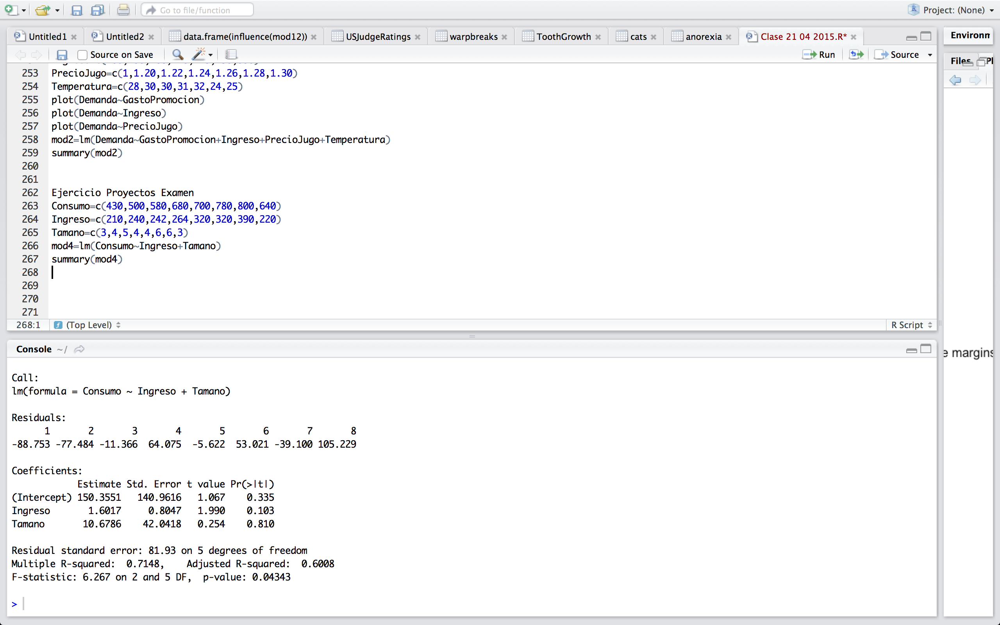 Go to file/function
Project: (None)
Untitled1
Untitled2
data.frame(influence(mod12))
USJudgeRatings
warpbreaks
ToothGrowth
cats
anorexia
Clase 21 04 2015.R*
Environm
Source on Save
Run
Source
Files
Pl
253 PrecioJugo=c(1,1.20,1.22,1.24,1.26,1.28,1.30)
254 Temperatura=c(28,30,30,31,32,24,25)
255 plot(Demanda~GastoPromocion)
256 plot(Demanda~Ingreso)
257 plot(Demanda~PrecioJugo)
258 mod2=lm(Demanda~GastoPromocion+Ingreso+PrecioJugo+Temperatura)
259 summary(mod2)
260
261
262 Ejercicio Proyectos Examen
263 Consumo=c(430,500,580,680,700,780,800,640)
264 Ingreso=c(210,240,242,264,320,320,390,220)
265 Tamano=c(3,4,5,4,4,6,6,3)
266 mod4=lm(Consumo~Ingreso+Tamano)
267 summary(mod4)
268
269
270
271
268:1 (Top Level) R Script
Console ~/
e margins
Call:
lm(formula = Consumo ~ Ingreso + Tamano)
Residuals:
1 2 3 4 5 6 7 8
-88.753 -77.484 -11.366 64.075 -5.622 53.021 -39.100 105.229
Coefficients:
Estimate Std. Error t value Pr(>|t|)
(Intercept) 150.3551 140.9616 1.067 0.335
Ingreso 1.6017 0.8047 1.990 0.103
Tamano 10.6786 42.0418 0.254 0.810
Residual standard error: 81.93 on 5 degrees of freedom
Multiple R-squared: 0.7148, Adjusted R-squared: 0.6008
F-statistic: 6.267 on 2 and 5 DF, p-value: 0.04343
>